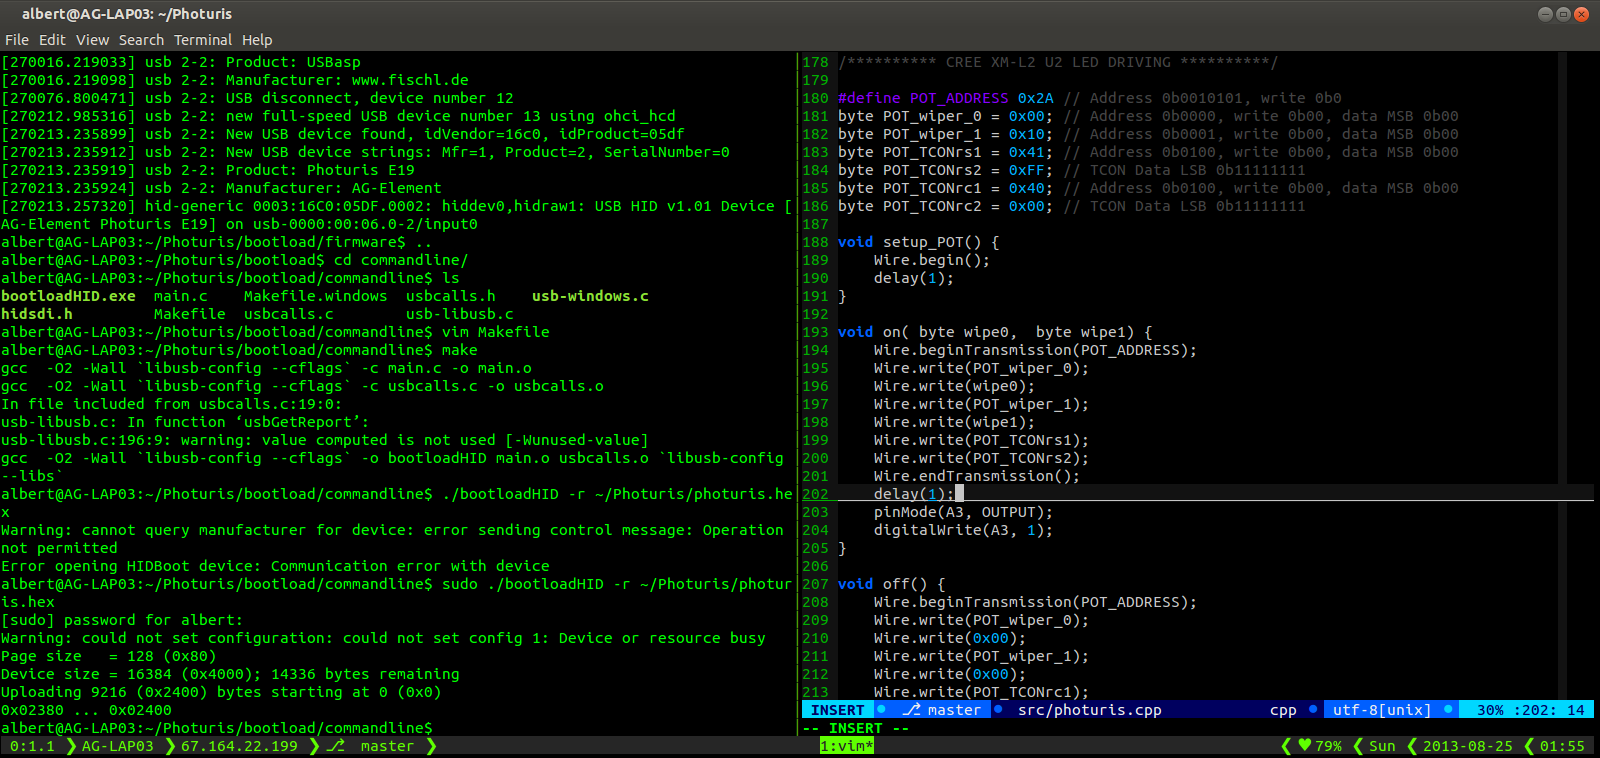 albert@AG-LAP03: ~/Photuris
File Edit View Search Terminal Help
[270016.219033] usb 2-2: Product: USBasp
[270016.219098] usb 2-2: Manufacturer: www.fischl.de
[270076.800471] usb 2-2: USB disconnect, device number 12
[270212.985316] usb 2-2: new full-speed USB device number 13 using ohci_hcd
[270213.235899] usb 2-2: New USB device found, idVendor=16c0, idProduct=05df
[270213.235912] usb 2-2: New USB device strings: Mfr=1, Product=2, SerialNumber=0
[270213.235919] usb 2-2: Product: Photuris E19
[270213.235924] usb 2-2: Manufacturer: AG-Element
[270213.257320] hid-generic 0003:16C0:05DF.0002: hiddev0,hidraw1: USB HID v1.01 Device [
AG-Element Photuris E19] on usb-0000:00:06.0-2/input0
albert@AG-LAP03:~/Photuris/bootload/firmware$ ..
albert@AG-LAP03:~/Photuris/bootload$ cd commandline/
albert@AG-LAP03:~/Photuris/bootload/commandline$ ls
bootloadHID.exe  main.c    Makefile.windows  usbcalls.h    usb-windows.c
hidsdi.h         Makefile  usbcalls.c        usb-libusb.c
albert@AG-LAP03:~/Photuris/bootload/commandline$ vim Makefile
albert@AG-LAP03:~/Photuris/bootload/commandline$ make
gcc  -O2 -Wall `libusb-config --cflags` -c main.c -o main.o
gcc  -O2 -Wall `libusb-config --cflags` -c usbcalls.c -o usbcalls.o
In file included from usbcalls.c:19:0:
usb-libusb.c: In function ‘usbGetReport’:
usb-libusb.c:196:9: warning: value computed is not used [-Wunused-value]
gcc  -O2 -Wall `libusb-config --cflags` -o bootloadHID main.o usbcalls.o `libusb-config
--libs`
albert@AG-LAP03:~/Photuris/bootload/commandline$ ./bootloadHID -r ~/Photuris/photuris.he
x
Warning: cannot query manufacturer for device: error sending control message: Operation
not permitted
Error opening HIDBoot device: Communication error with device
albert@AG-LAP03:~/Photuris/bootload/commandline$ sudo ./bootloadHID -r ~/Photuris/photur
is.hex
[sudo] password for albert:
Warning: could not set configuration: could not set config 1: Device or resource busy
Page size   = 128 (0x80)
Device size = 16384 (0x4000); 14336 bytes remaining
Uploading 9216 (0x2400) bytes starting at 0 (0x0)
0x02380 ... 0x02400
albert@AG-LAP03:~/Photuris/bootload/commandline$
178 /********** CREE XM-L2 U2 LED DRIVING **********/
179
180 #define POT_ADDRESS 0x2A // Address 0b0010101, write 0b0
181 byte POT_wiper_0 = 0x00; // Address 0b0000, write 0b00, data MSB 0b00
182 byte POT_wiper_1 = 0x10; // Address 0b0001, write 0b00, data MSB 0b00
183 byte POT_TCONrs1 = 0x41; // Address 0b0100, write 0b00, data MSB 0b00
184 byte POT_TCONrs2 = 0xFF; // TCON Data LSB 0b11111111
185 byte POT_TCONrc1 = 0x40; // Address 0b0100, write 0b00, data MSB 0b00
186 byte POT_TCONrc2 = 0x00; // TCON Data LSB 0b11111111
187
188 void setup_POT() {
189     Wire.begin();
190     delay(1);
191 }
192
193 void on( byte wipe0,  byte wipe1) {
194     Wire.beginTransmission(POT_ADDRESS);
195     Wire.write(POT_wiper_0);
196     Wire.write(wipe0);
197     Wire.write(POT_wiper_1);
198     Wire.write(wipe1);
199     Wire.write(POT_TCONrs1);
200     Wire.write(POT_TCONrs2);
201     Wire.endTransmission();
202     delay(1);
203     pinMode(A3, OUTPUT);
204     digitalWrite(A3, 1);
205 }
206
207 void off() {
208     Wire.beginTransmission(POT_ADDRESS);
209     Wire.write(POT_wiper_0);
210     Wire.write(0x00);
211     Wire.write(POT_wiper_1);
212     Wire.write(0x00);
213     Wire.write(POT_TCONrc1);
INSERT master src/photuris.cpp cpp utf-8[unix] 30% :202: 14
-- INSERT --
0:1.1 ❯ AG-LAP03 ❯ 67.164.22.199 ❯ master ❯ 1:vim* ❮ ♥ 79% ❮ Sun ❮ 2013-08-25 ❮ 01:55